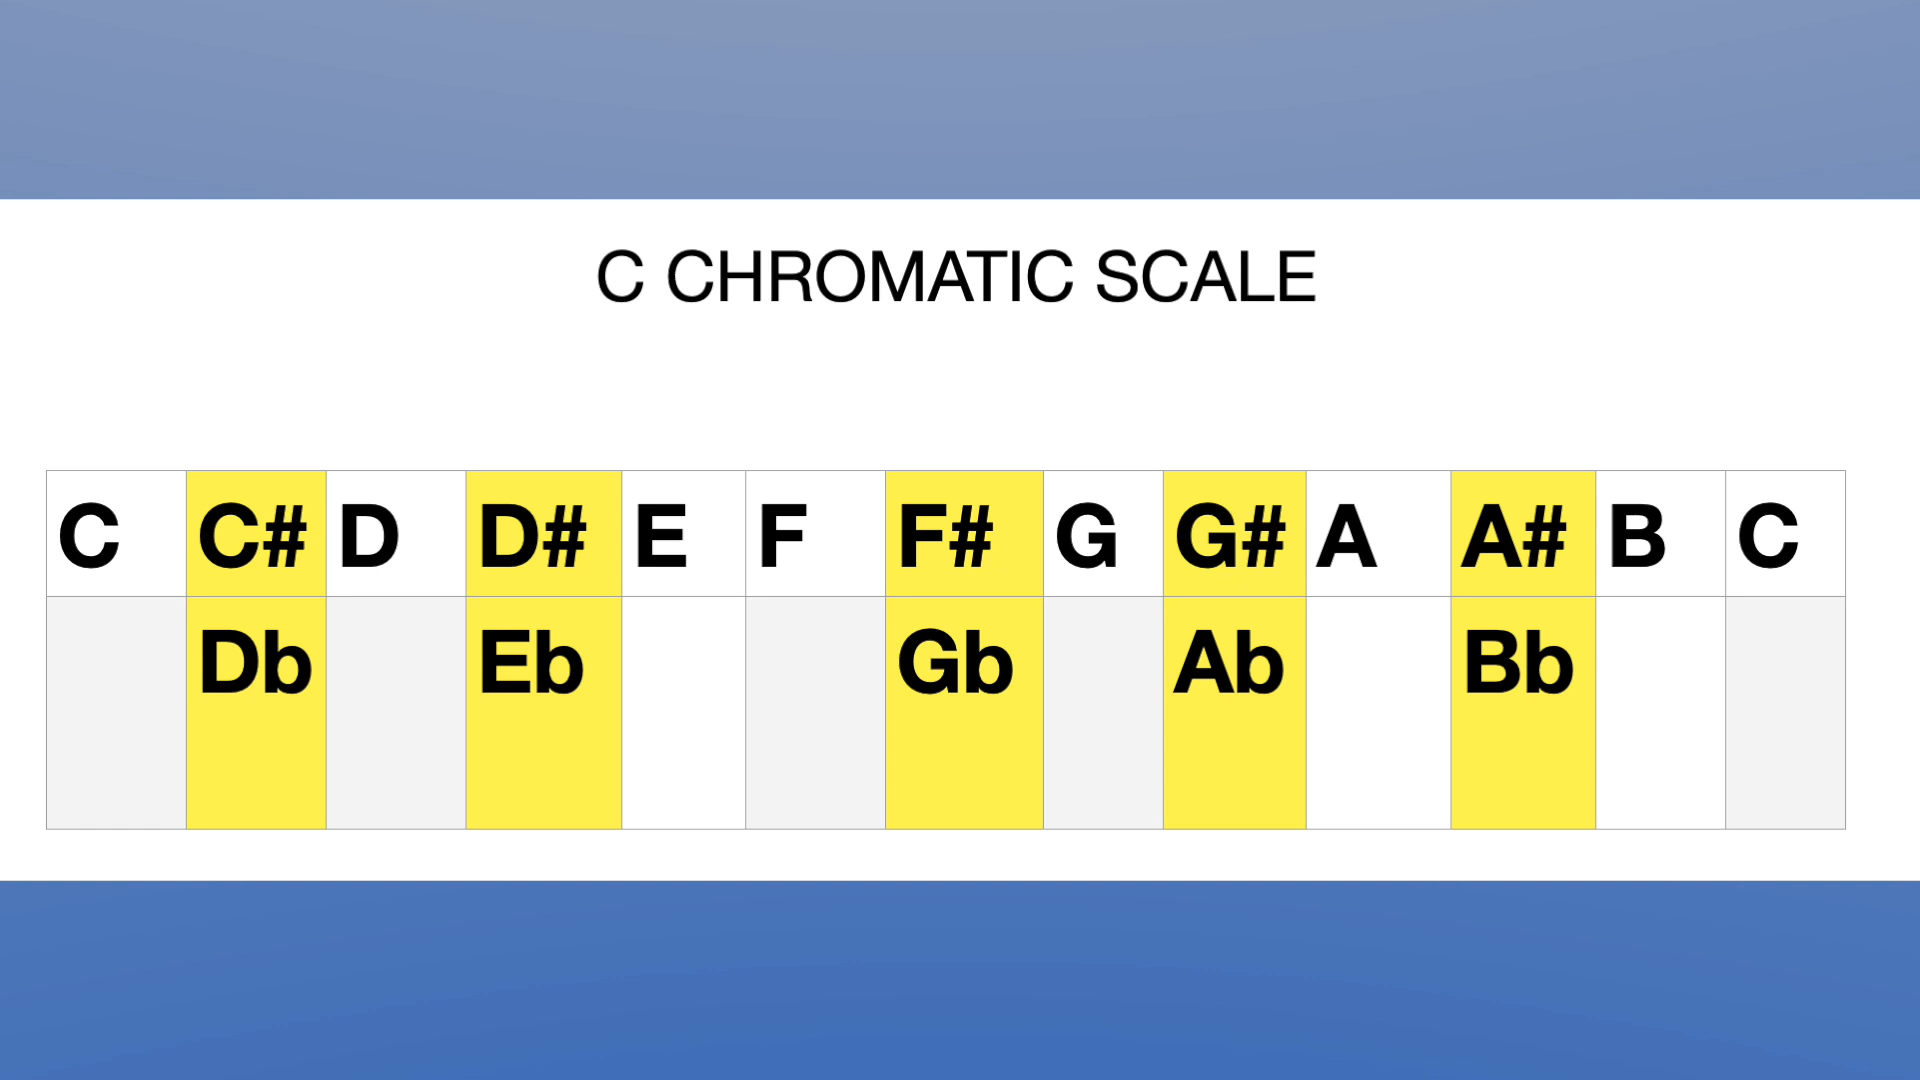 C CHROMATIC SCALE
C C# D D# E F F# G G# A A# B C
Db Eb Gb Ab Bb